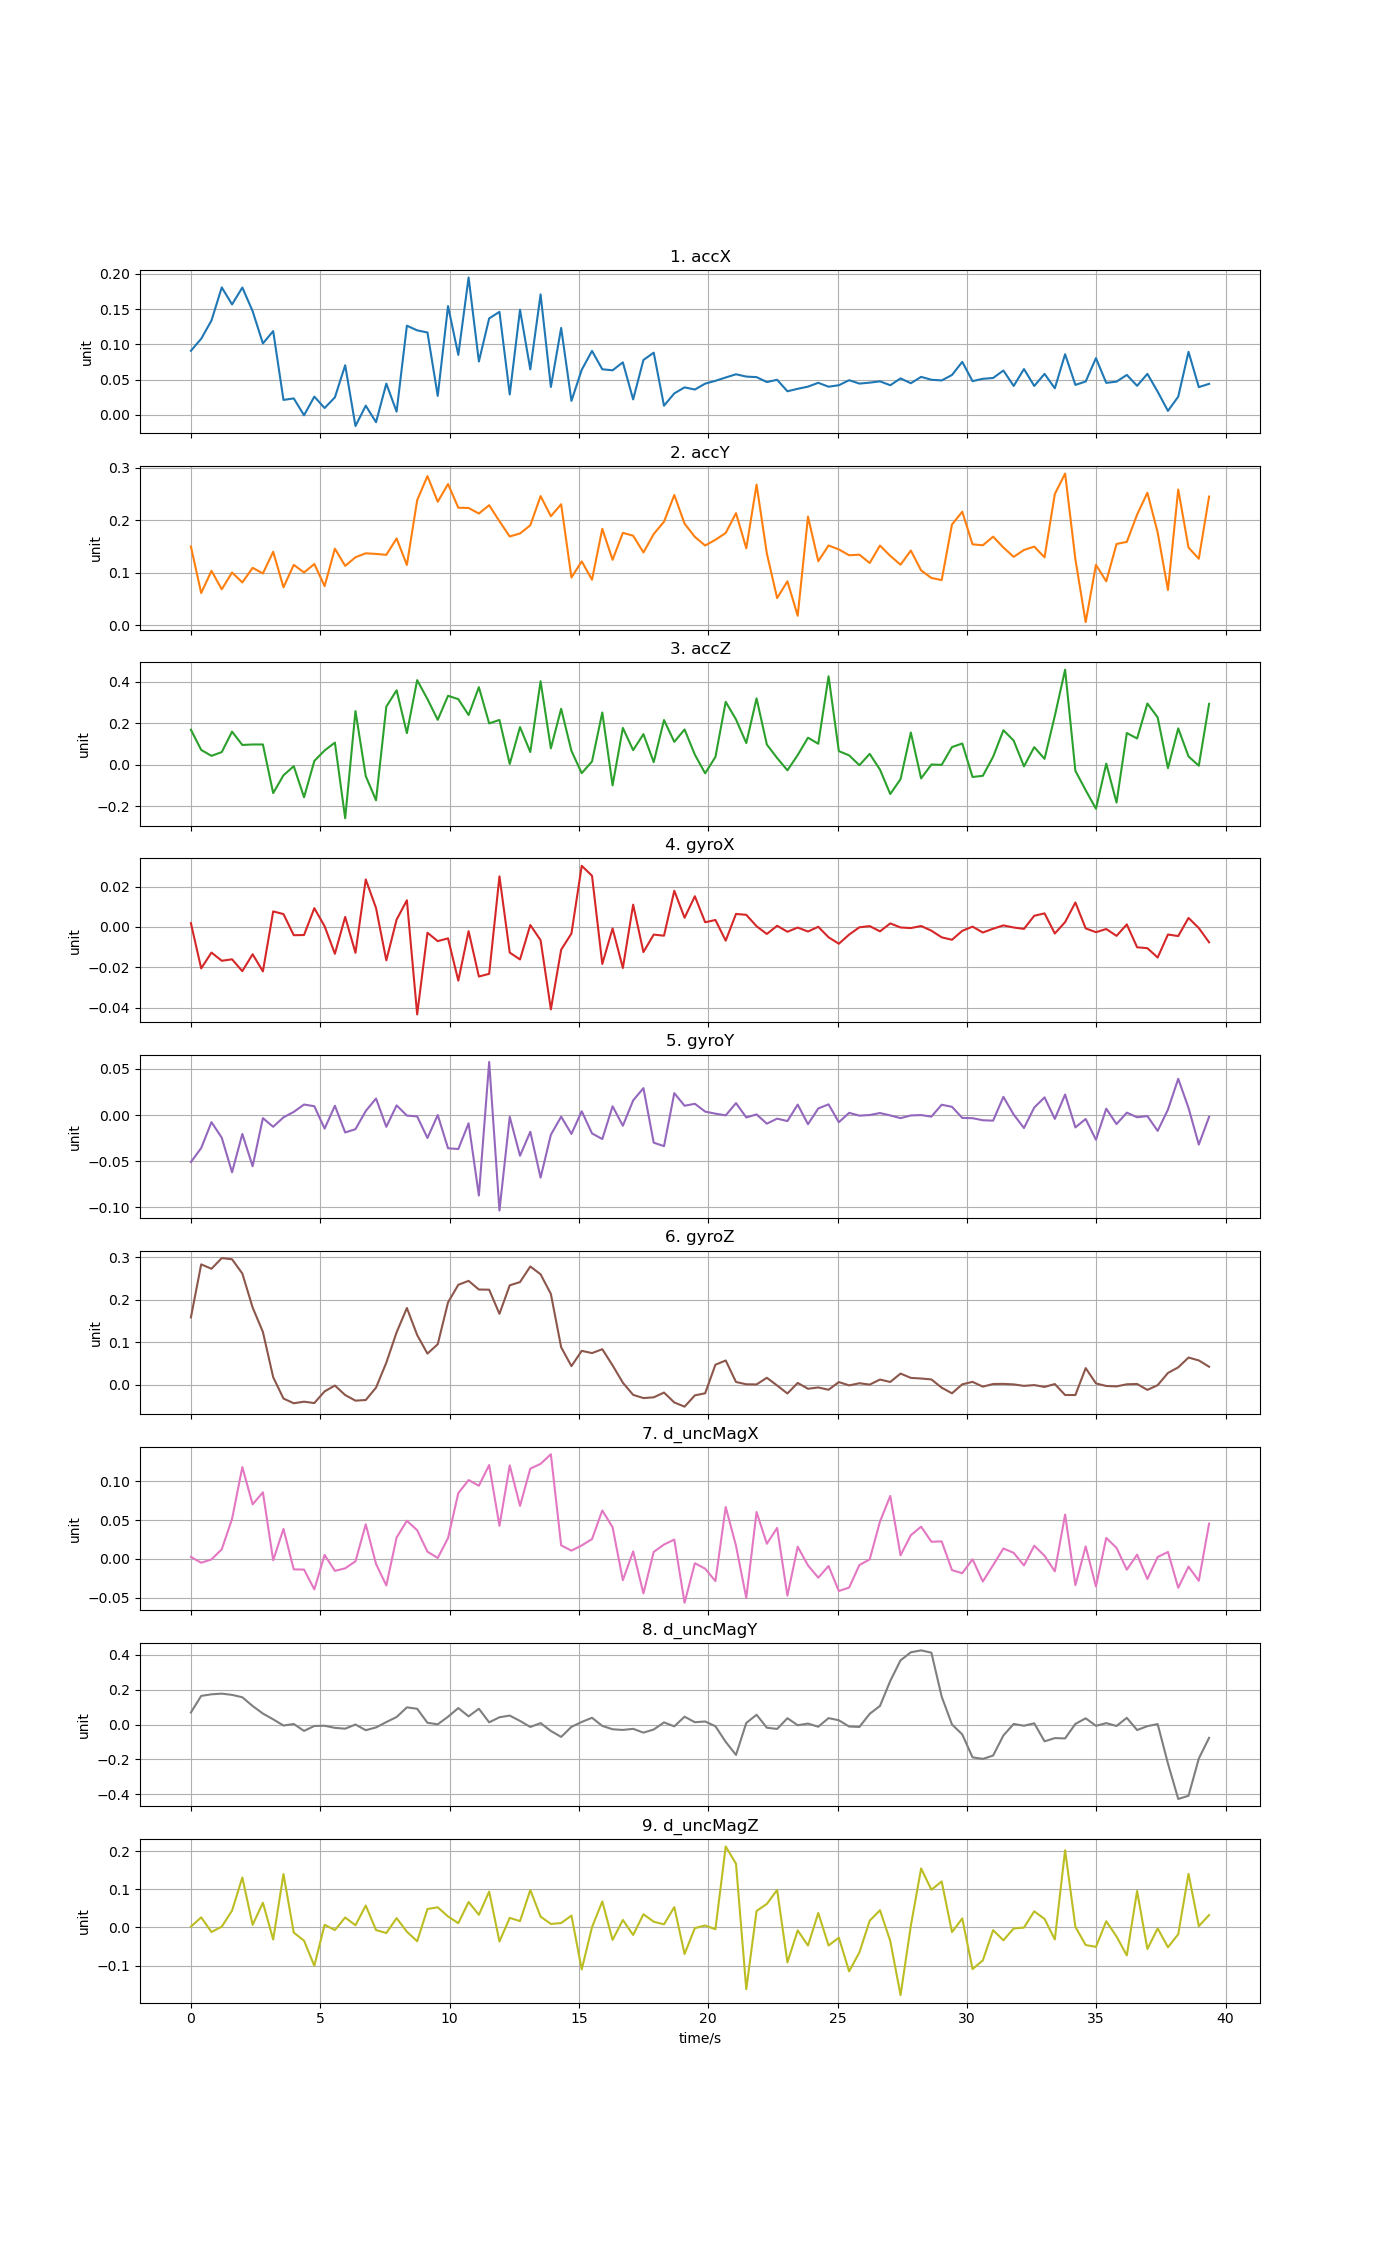 1. accX
0.20
0.15
0.10
0.05
0.00
unit
2. accY
0.3
0.2
0.1
0.0
unit
3. accZ
0.4
0.2
0.0
−0.2
unit
4. gyroX
0.02
0.00
−0.02
−0.04
unit
5. gyroY
0.05
0.00
−0.05
−0.10
unit
6. gyroZ
0.3
0.2
0.1
0.0
unit
7. d_uncMagX
0.10
0.05
0.00
−0.05
unit
8. d_uncMagY
0.4
0.2
0.0
−0.2
−0.4
unit
9. d_uncMagZ
0.2
0.1
0.0
−0.1
unit
0 5 10 15 20 25 30 35 40
time/s